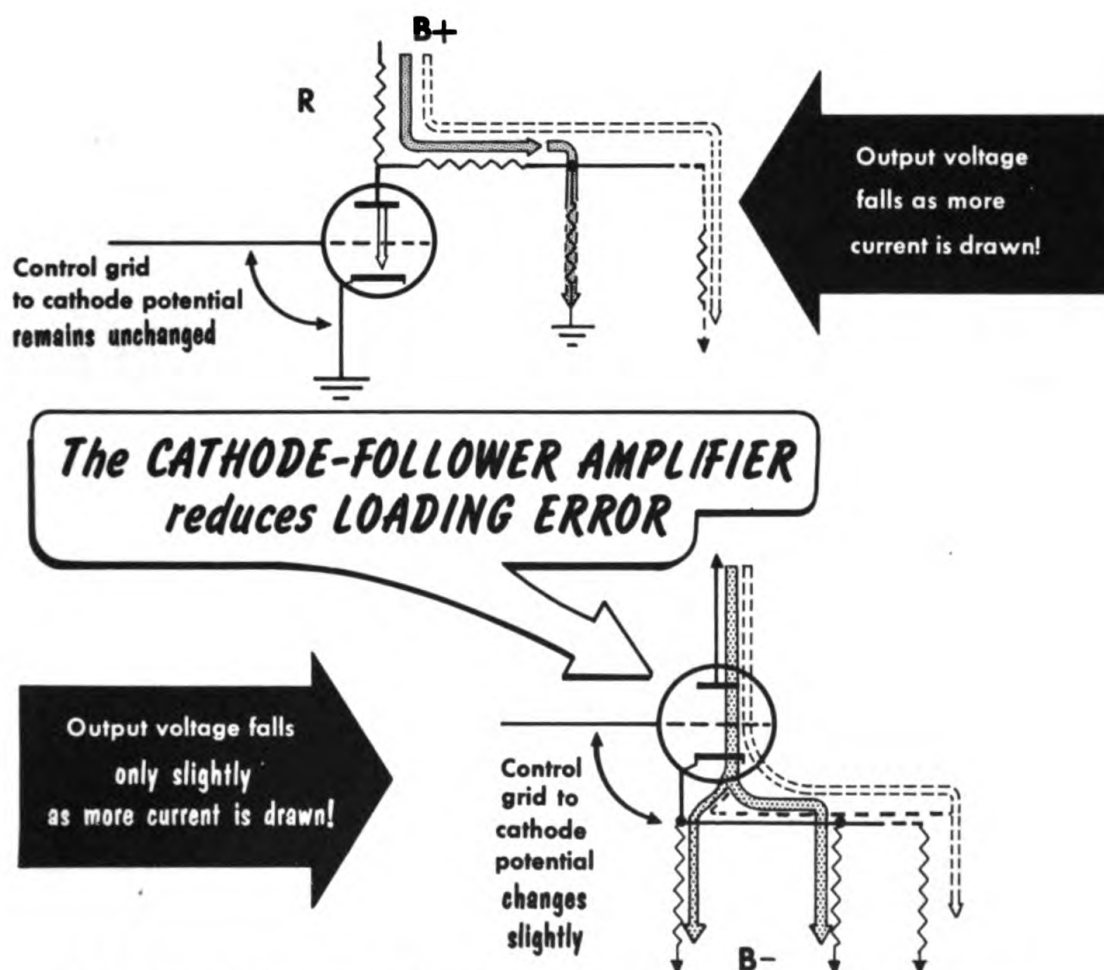 B+
R
Output voltage
falls as more
current is drawn!
Control grid
to cathode potential
remains unchanged
The CATHODE-FOLLOWER AMPLIFIER
reduces LOADING ERROR
Output voltage falls
only slightly
as more current is drawn!
Control
grid to
cathode
potential
changes
slightly
B-